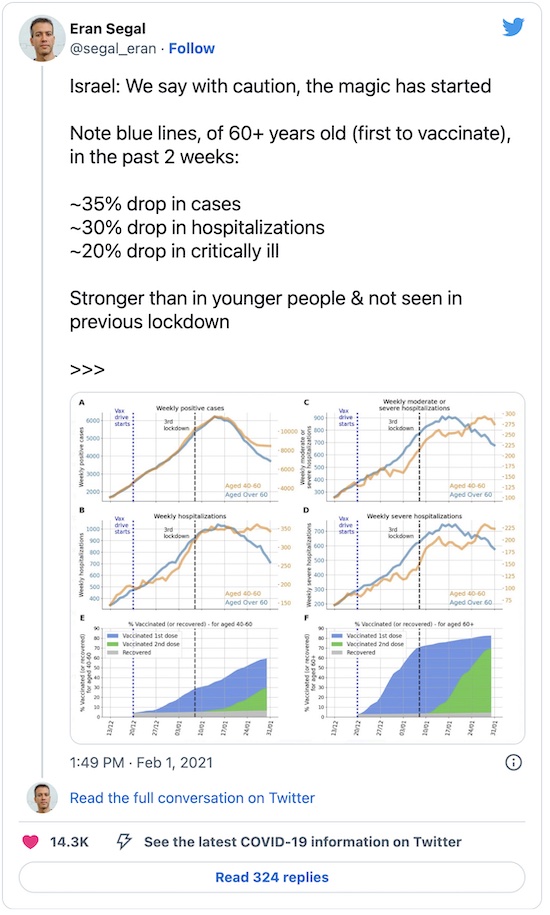 Eran Segal
@segal_eran · Follow
Israel: We say with caution, the magic has started
Note blue lines, of 60+ years old (first to vaccinate),
in the past 2 weeks:
~35% drop in cases
~30% drop in hospitalizations
~20% drop in critically ill
Stronger than in younger people & not seen in
previous lockdown
>>>
A
Weekly positive cases
Vax
drive
starts
3rd
lockdown
Weekly positive cases
6000
5000
4000
3000
2000
10000
8000
6000
4000
Aged 40-60
Aged Over 60
C
Weekly moderate or
severe hospitalizations
Vax
drive
starts
3rd
lockdown
Weekly moderate or
severe hospitalizations
900
800
700
600
500
400
300
300
275
250
225
200
175
150
125
100
Aged 40-60
Aged Over 60
B
Weekly hospitalizations
Vax
drive
starts
3rd
lockdown
Weekly hospitalizations
1000
900
800
700
600
500
400
350
300
250
200
150
Aged 40-60
Aged Over 60
D
Weekly severe hospitalizations
Vax
drive
starts
3rd
lockdown
Weekly severe hospitalizations
700
600
500
400
300
200
225
200
175
150
125
100
75
Aged 40-60
Aged Over 60
E
% Vaccinated (or recovered) - for aged 40-60
% Vaccinated (or recovered)
for aged 40-60
90
80
70
60
50
40
30
20
10
0
Vaccinated 1st dose
Vaccinated 2nd dose
Recovered
13/12
20/12
27/12
03/01
10/01
17/01
24/01
31/01
F
% Vaccinated (or recovered) - for aged 60+
% Vaccinated (or recovered)
for aged 60+
90
80
70
60
50
40
30
20
10
0
Vaccinated 1st dose
Vaccinated 2nd dose
Recovered
13/12
20/12
27/12
03/01
10/01
17/01
24/01
31/01
1:49 PM · Feb 1, 2021
Read the full conversation on Twitter
14.3K
See the latest COVID-19 information on Twitter
Read 324 replies